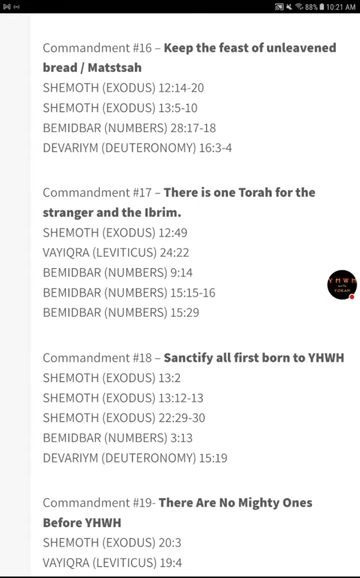 88% 10:21 AM
Commandment #16 – Keep the feast of unleavened
bread / Matstsah
SHEMOTH (EXODUS) 12:14-20
SHEMOTH (EXODUS) 13:5-10
BEMIDBAR (NUMBERS) 28:17-18
DEVARIYM (DEUTERONOMY) 16:3-4
Commandment #17 – There is one Torah for the
stranger and the Ibrim.
SHEMOTH (EXODUS) 12:49
VAYIQRA (LEVITICUS) 24:22
BEMIDBAR (NUMBERS) 9:14
BEMIDBAR (NUMBERS) 15:15-16
BEMIDBAR (NUMBERS) 15:29
YHWH
TORAH
Commandment #18 – Sanctify all first born to YHWH
SHEMOTH (EXODUS) 13:2
SHEMOTH (EXODUS) 13:12-13
SHEMOTH (EXODUS) 22:29-30
BEMIDBAR (NUMBERS) 3:13
DEVARIYM (DEUTERONOMY) 15:19
Commandment #19- There Are No Mighty Ones
Before YHWH
SHEMOTH (EXODUS) 20:3
VAYIQRA (LEVITICUS) 19:4